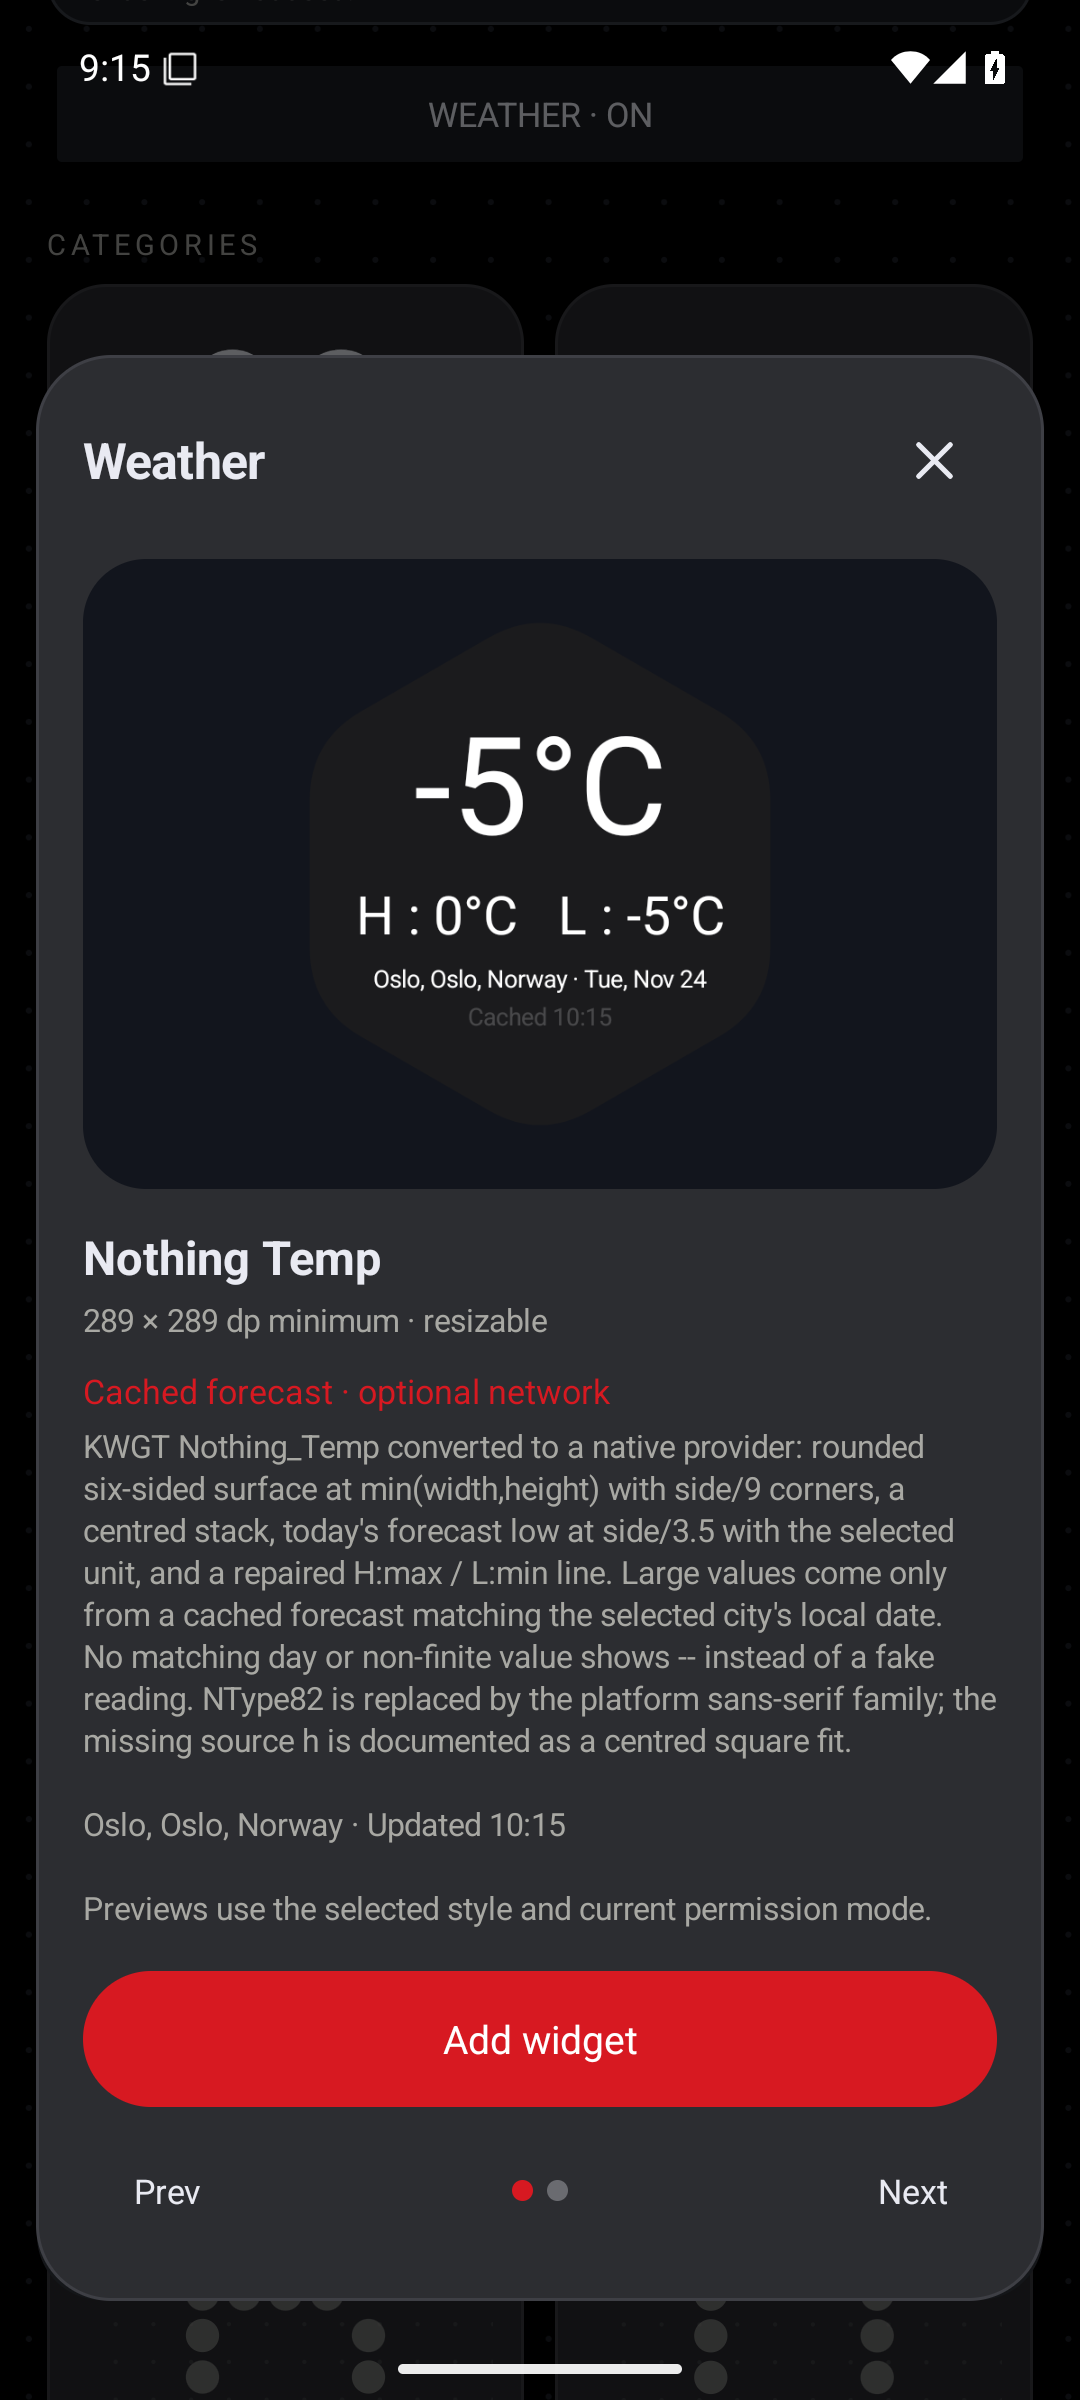 9:15
WEATHER · ON
CATEGORIES
Weather
-5°C
H : 0°C L : -5°C
Oslo, Oslo, Norway · Tue, Nov 24
Cached 10:15
Nothing Temp
289 × 289 dp minimum · resizable
Cached forecast · optional network
KWGT Nothing_Temp converted to a native provider: rounded
six-sided surface at min(width,height) with side/9 corners, a
centred stack, today's forecast low at side/3.5 with the selected
unit, and a repaired H:max / L:min line. Large values come only
from a cached forecast matching the selected city's local date.
No matching day or non-finite value shows -- instead of a fake
reading. NType82 is replaced by the platform sans-serif family; the
missing source h is documented as a centred square fit.
Oslo, Oslo, Norway · Updated 10:15
Previews use the selected style and current permission mode.
Add widget
Prev
Next